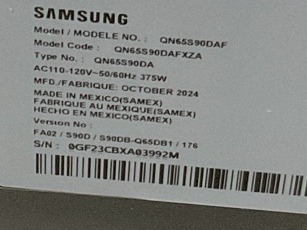 SAMSUNG
Model / MODELE NO. : QN65S90DAF
Model Code : QN65S90DAFXZA
Type No. : QN65S90DA
AC110-120V~50/60Hz 375W
MFD./FABRIQUE: OCTOBER 2024
MADE IN MEXICO(SAMEX)
FABRIQUE AU MEXIQUE(SAMEX)
HECHO EN MEXICO(SAMEX)
Version No :
FA02 / S90D / S90DB-Q65DB1 / 176
S/N : 0GF23CBXA03992M